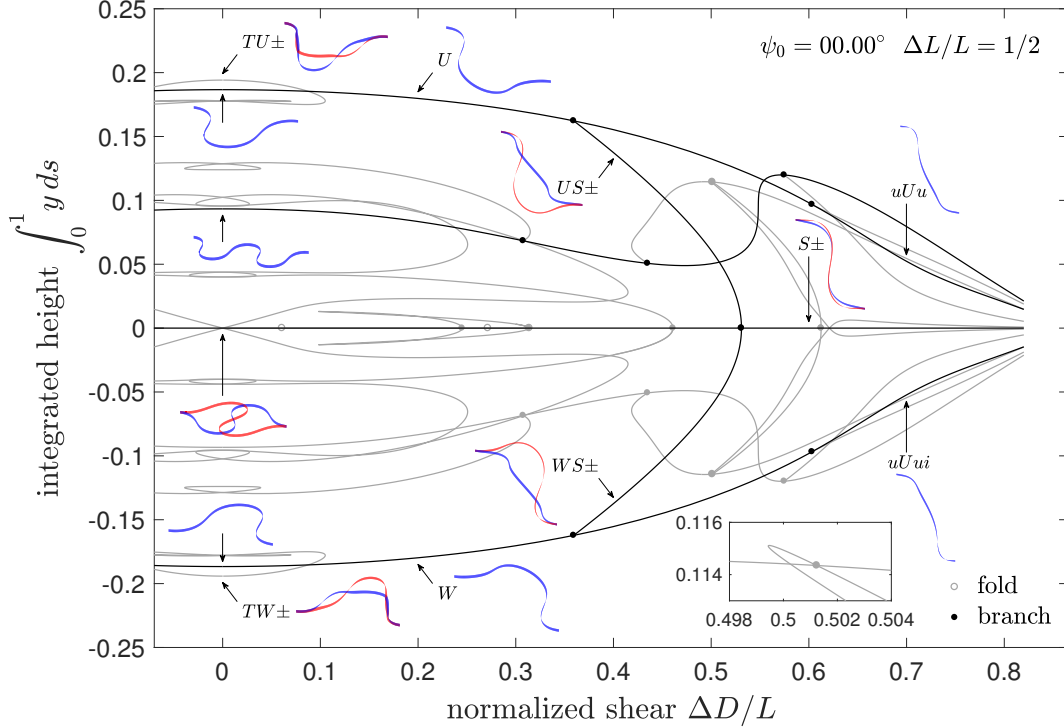 ψ₀ = 00.00° ΔL/L = 1/2
integrated height ∫₀¹ y ds
0.25
0.2
0.15
0.1
0.05
0
-0.05
-0.1
-0.15
-0.2
-0.25
TU±
U
US±
uUu
S±
WS±
uUui
W
TW±
0.116
0.114
0.498 0.5 0.502 0.504
fold
branch
0 0.1 0.2 0.3 0.4 0.5 0.6 0.7 0.8
normalized shear ΔD/L